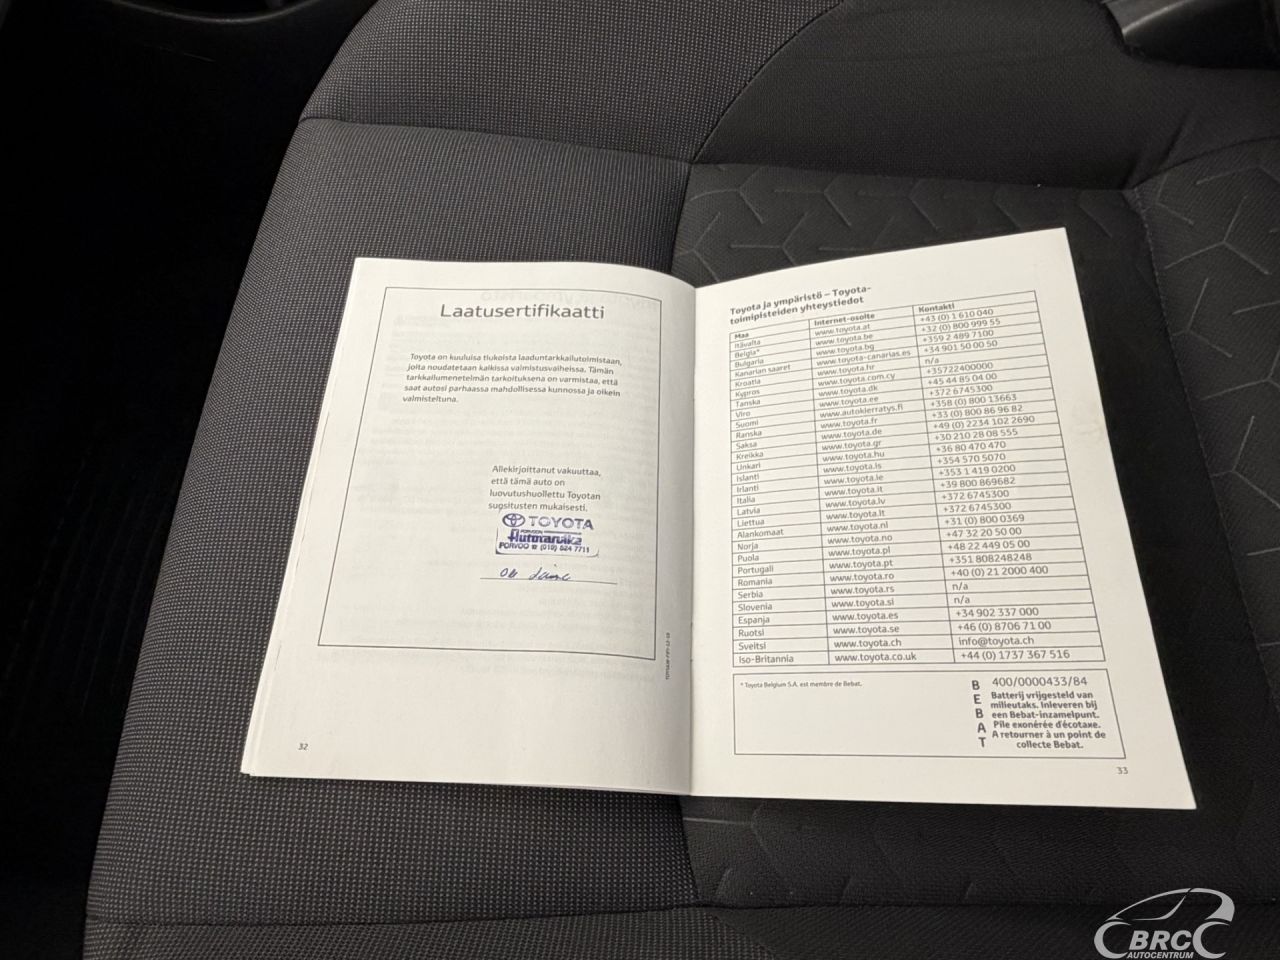 Laatusertifikaatti
Toyota on kuuluisa tiukoista laaduntarkkailutoimistaan,
joita noudatetaan kaikissa valmistusvaiheissa. Tämän
tarkkailumenetelmän tarkoituksena on varmistaa, että
saat autosi parhaassa mahdollisessa kunnossa ja oikein
valmisteltuna.
Allekirjoittanut vakuuttaa,
että tämä auto on
luovutushuollettu Toyotan
suositusten mukaisesti.
TOYOTA
PORVOON
Autotarvike
PORVOO ☎ (019) 524 7711
32
Toyota ja ympäristö – Toyota-
toimipisteiden yhteystiedot
Maa Internet-osoite Kontakti
Itävalta www.toyota.at +43 (0) 1 610 040
Belgia* www.toyota.be +32 (0) 800 999 55
Bulgaria www.toyota.bg +359 2 489 7100
Kanarian saaret www.toyota-canarias.es +34 901 50 00 50
Kroatia www.toyota.hr n/a
Kypros www.toyota.com.cy +35722400000
Tanska www.toyota.dk +45 44 85 04 00
Viro www.toyota.ee +372 6745300
Suomi www.autokierratys.fi +358 (0) 800 13663
Ranska www.toyota.fr +33 (0) 800 86 96 82
Saksa www.toyota.de +49 (0) 2234 102 2690
Kreikka www.toyota.gr +30 210 28 08 555
Unkari www.toyota.hu +36 80 470 470
Islanti www.toyota.is +354 570 5070
Irlanti www.toyota.ie +353 1 419 0200
Italia www.toyota.it +39 800 869682
Latvia www.toyota.lv +372 6745300
Liettua www.toyota.lt +372 6745300
Alankomaat www.toyota.nl +31 (0) 800 0369
Norja www.toyota.no +47 32 20 50 00
Puola www.toyota.pl +48 22 449 05 00
Portugali www.toyota.pt +351 808248248
Romania www.toyota.ro +40 (0) 21 2000 400
Serbia www.toyota.rs n/a
Slovenia www.toyota.si n/a
Espanja www.toyota.es +34 902 337 000
Ruotsi www.toyota.se +46 (0) 8706 71 00
Sveitsi www.toyota.ch info@toyota.ch
Iso-Britannia www.toyota.co.uk +44 (0) 1737 367 516
* Toyota Belgium S.A. est membre de Bebat.
BEBAT
400/0000433/84
Batterij vrijgesteld van
milieutaks. Inleveren bij
een Bebat-inzamelpunt.
Pile exonérée d'écotaxe.
A retourner à un point de
collecte Bebat.
33
BRC
AUTOCENTRUM